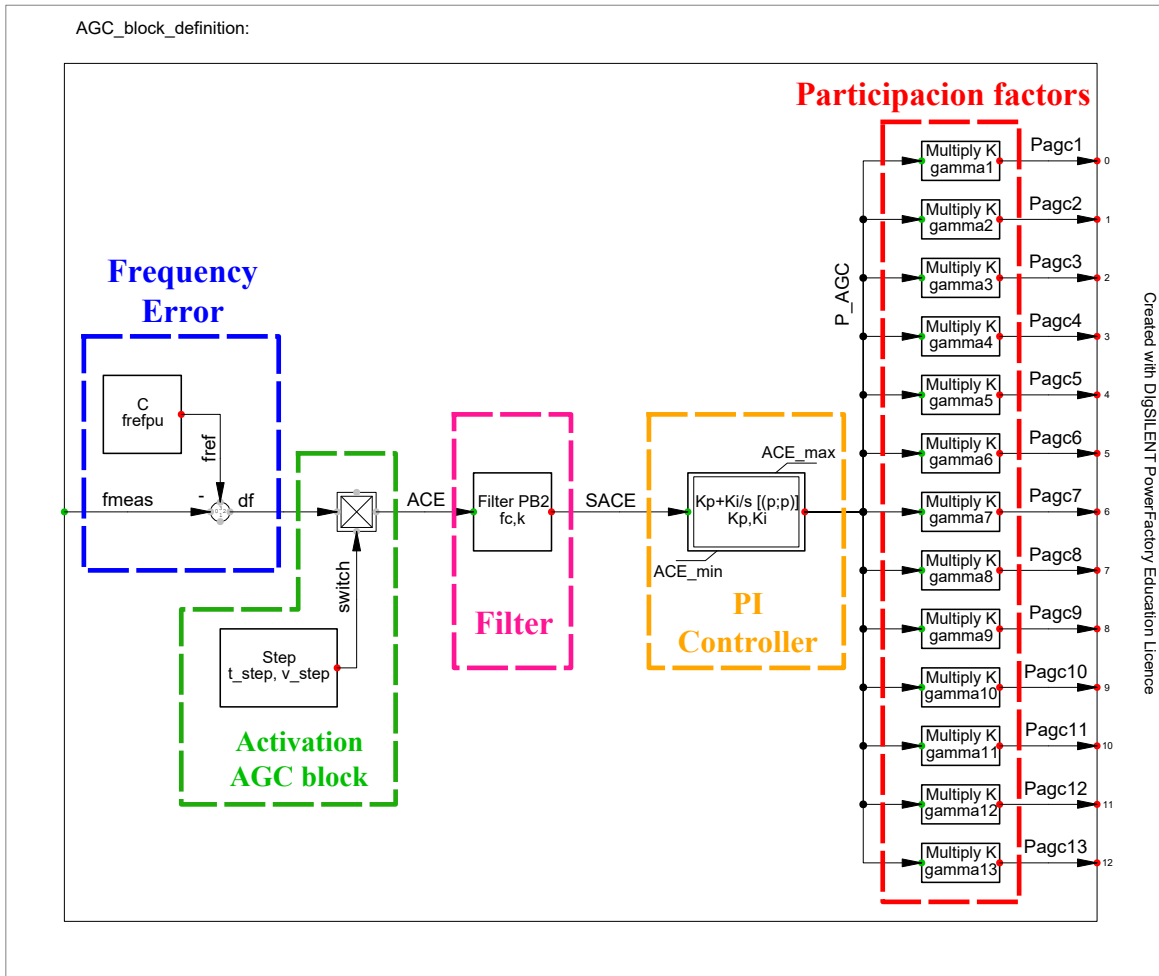 AGC_block_definition:
Participacion factors
Frequency
Error
C
frefpu
fref
fmeas
-
df
switch
Step
t_step, v_step
Activation
AGC block
ACE
Filter PB2
fc,k
Filter
SACE
ACE_max
Kp+Ki/s [(p;p)]
Kp,Ki
ACE_min
PI
Controller
P_AGC
Multiply K
gamma1
Pagc1
0
Multiply K
gamma2
Pagc2
1
Multiply K
gamma3
Pagc3
2
Multiply K
gamma4
Pagc4
3
Multiply K
gamma5
Pagc5
4
Multiply K
gamma6
Pagc6
5
Multiply K
gamma7
Pagc7
6
Multiply K
gamma8
Pagc8
7
Multiply K
gamma9
Pagc9
8
Multiply K
gamma10
Pagc10
9
Multiply K
gamma11
Pagc11
10
Multiply K
gamma12
Pagc12
11
Multiply K
gamma13
Pagc13
12
Created with DIgSILENT PowerFactory Education Licence